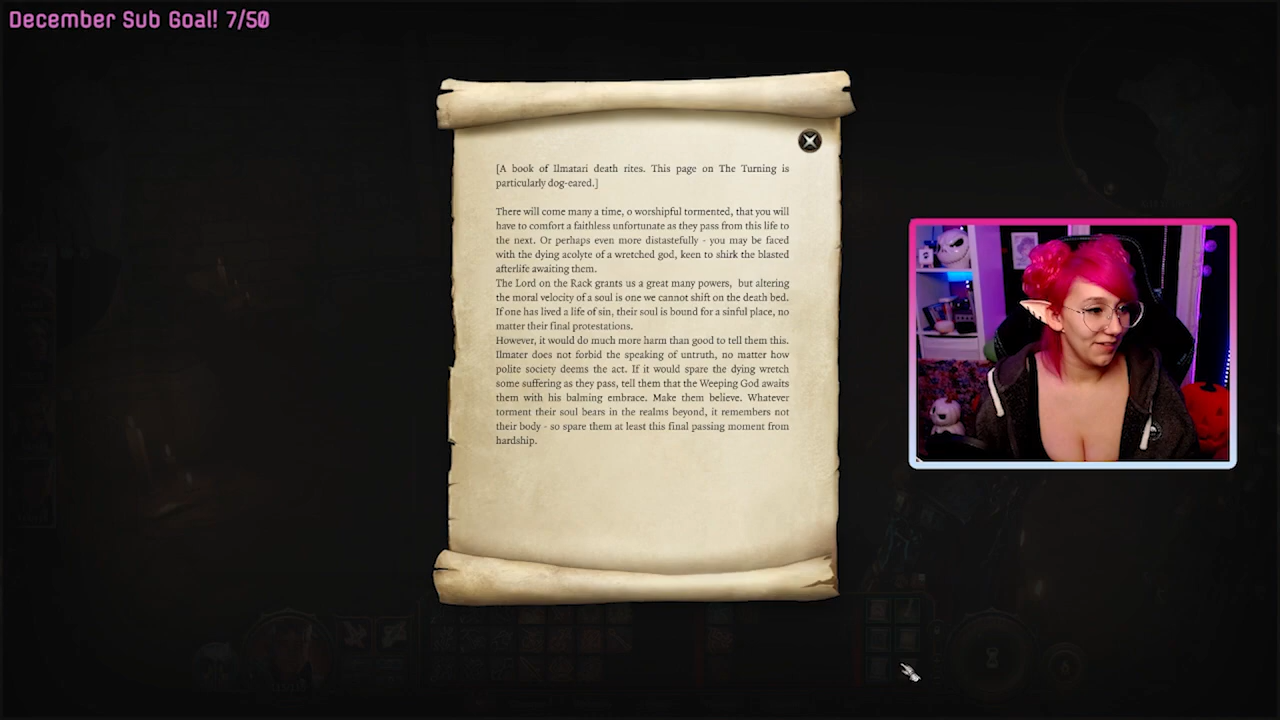 December Sub Goal! 7/50
[A book of Ilmatari death rites. This page on The Turning is
particularly dog-eared.]
There will come many a time, o worshipful tormented, that you will
have to comfort a faithless unfortunate as they pass from this life to
the next. Or perhaps even more distastefully - you may be faced
with the dying acolyte of a wretched god, keen to shirk the blasted
afterlife awaiting them.
The Lord on the Rack grants us a great many powers, but altering
the moral velocity of a soul is one we cannot shift on the death bed.
If one has lived a life of sin, their soul is bound for a sinful place, no
matter their final protestations.
However, it would do much more harm than good to tell them this.
Ilmater does not forbid the speaking of untruth, no matter how
polite society deems the act. If it would spare the dying wretch
some suffering as they pass, tell them that the Weeping God awaits
them with his balming embrace. Make them believe. Whatever
torment their soul bears in the realms beyond, it remembers not
their body - so spare them at least this final passing moment from
hardship.